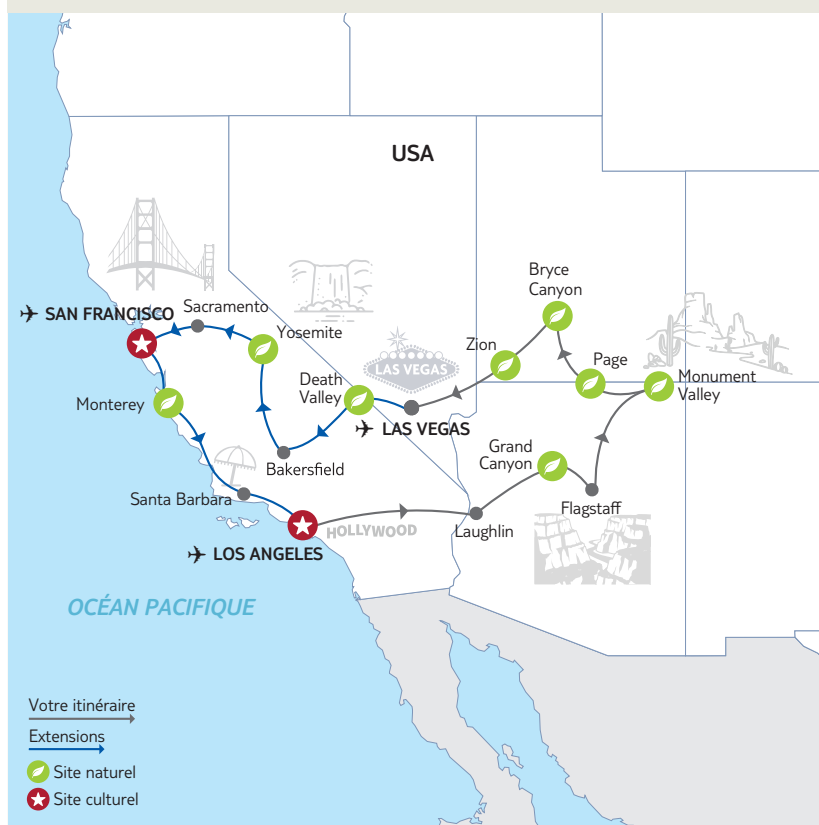 USA
Bryce
Canyon
SAN FRANCISCO
Sacramento
Yosemite
Zion
LAS VEGAS
Page
Death
Valley
Monument
Valley
Monterey
LAS VEGAS
Grand
Canyon
Bakersfield
Santa Barbara
Flagstaff
Laughlin
HOLLYWOOD
LOS ANGELES
OCÉAN PACIFIQUE
Votre itinéraire
Extensions
Site naturel
Site culturel